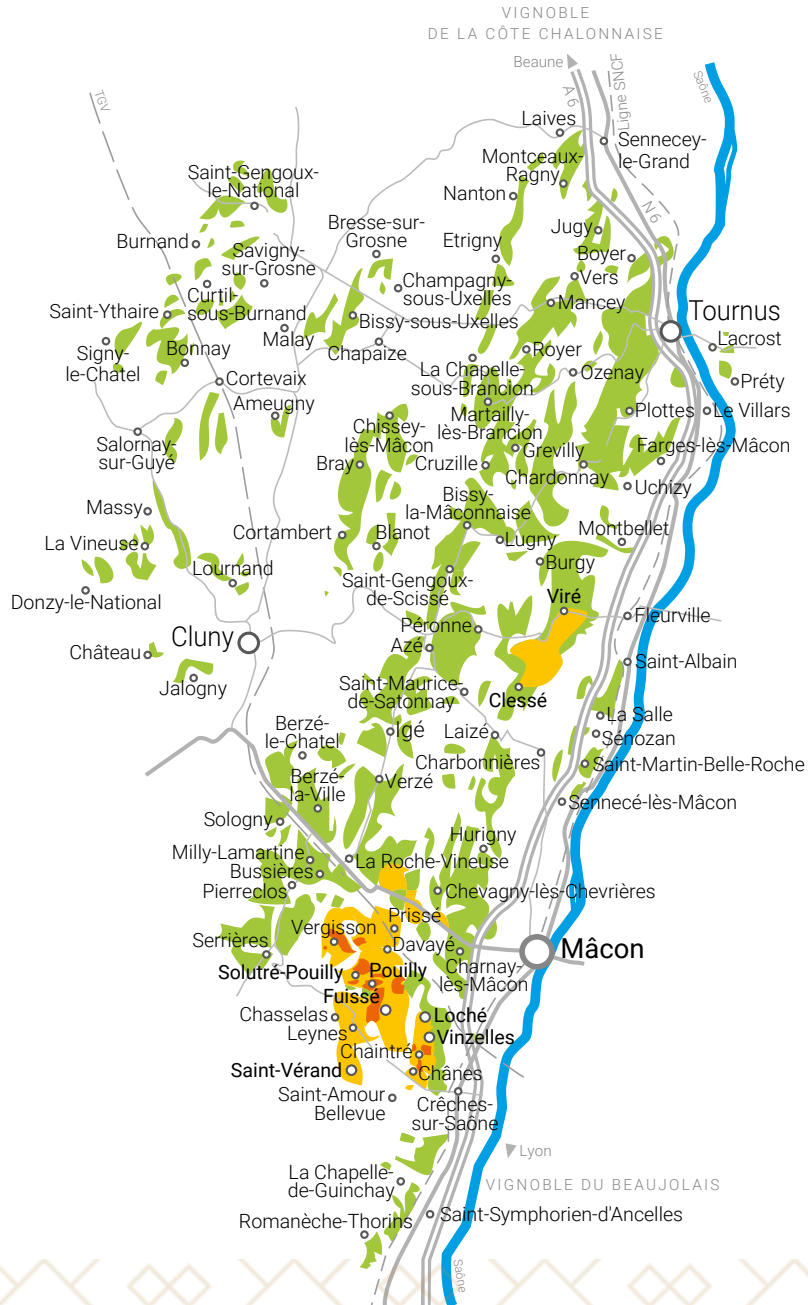 VIGNOBLE
DE LA CÔTE CHALONNAISE
Beaune
A 6
Ligne SNCF
Saône
TGV
Laives
Sennecey-
le-Grand
Montceaux-
Ragny
Saint-Gengoux-
le-National
Nanton
N 6
Bresse-sur-
Grosne
Jugy
Burnand
Etrigny
Savigny-
sur-Grosne
Boyer
Vers
Champagny-
sous-Uxelles
Curtil-
sous-Burnand
Mancey
Tournus
Saint-Ythaire
Bissy-sous-Uxelles
Malay
Lacrost
Signy-
le-Chatel
Bonnay
Chapaize
Royer
La Chapelle-
sous-Brancion
Ozenay
Cortevaix
Préty
Ameugny
Chissey-
lès-Mâcon
Martailly-
lès-Brancion
Plottes
Le Villars
Salornay-
sur-Guye
Grevilly
Farges-lès-Mâcon
Bray
Cruzille
Chardonnay
Uchizy
Massy
Bissy-
la-Mâconnaise
La Vineuse
Cortambert
Blanot
Lugny
Montbellet
Lournand
Burgy
Saint-Gengoux-
de-Scissé
Donzy-le-National
Viré
Fleurville
Cluny
Péronne
Azé
Château
Saint-Albain
Jalogny
Saint-Maurice-
de-Satonnay
Clessé
La Salle
Berzé-
le-Chatel
Igé
Laizé
Sénozan
Charbonnières
Saint-Martin-Belle-Roche
Berzé-
la-Ville
Verzé
Sennecé-lès-Mâcon
Sologny
Hurigny
Milly-Lamartine
La Roche-Vineuse
Bussières
Pierreclos
Chevagny-lès-Chevrières
Prissé
Vergisson
Serrières
Davayé
Mâcon
Charnay-
lès-Mâcon
Solutré-Pouilly
Pouilly
Fuissé
Chasselas
Loché
Leynes
Vinzelles
Chaintré
Saint-Vérand
Chânes
Saint-Amour
Bellevue
Crêches-
sur-Saône
Lyon
La Chapelle-
de-Guinchay
VIGNOBLE DU BEAUJOLAIS
Romanèche-Thorins
Saint-Symphorien-d'Ancelles
Saône